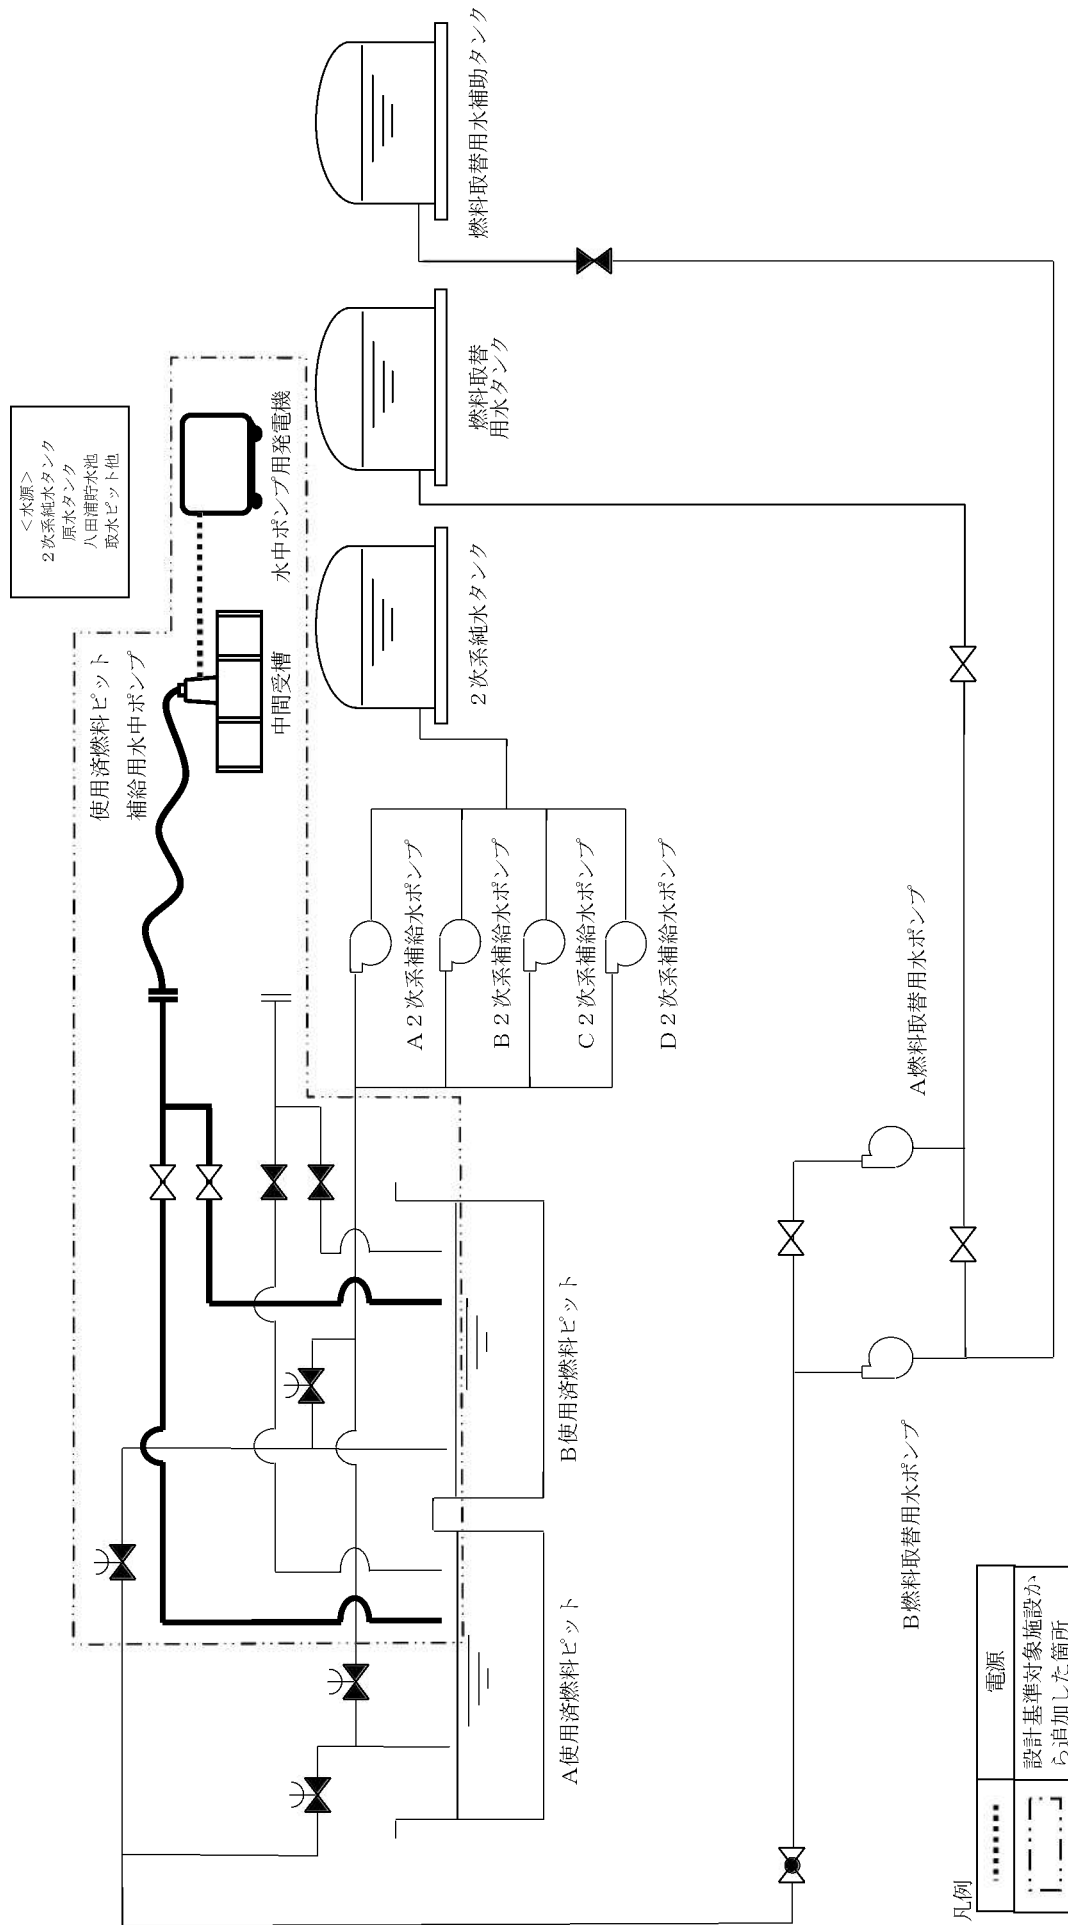 ＜水源＞
２次系純水タンク
原水タンク
八田浦貯水池
取水ピット他
使用済燃料ピット
補給用水中ポンプ
水中ポンプ用発電機
中間受槽
２次系純水タンク
燃料取替
用水タンク
燃料取替用水補助タンク
Ａ２次系補給水ポンプ
Ｂ２次系補給水ポンプ
Ｃ２次系補給水ポンプ
Ｄ２次系補給水ポンプ
Ａ使用済燃料ピット
Ｂ使用済燃料ピット
Ａ燃料取替用水ポンプ
Ｂ燃料取替用水ポンプ
凡例
電源
設計基準対象施設か
ら追加した箇所